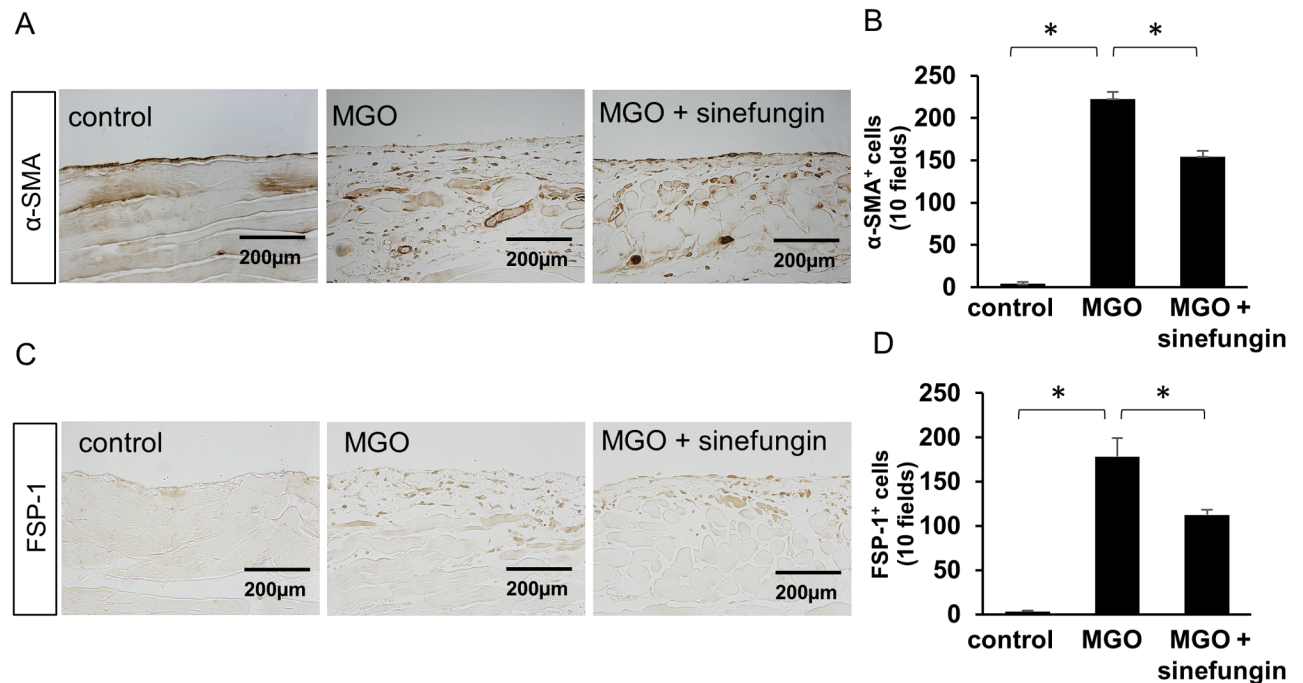 A
α-SMA
control
200μm
MGO
200μm
MGO + sinefungin
200μm
B
* *
α-SMA⁺ cells
(10 fields)
250
200
150
100
50
0
control MGO MGO +
sinefungin
C
FSP-1
control
200μm
MGO
200μm
MGO + sinefungin
200μm
D
* *
FSP-1⁺ cells
(10 fields)
250
200
150
100
50
0
control MGO MGO +
sinefungin